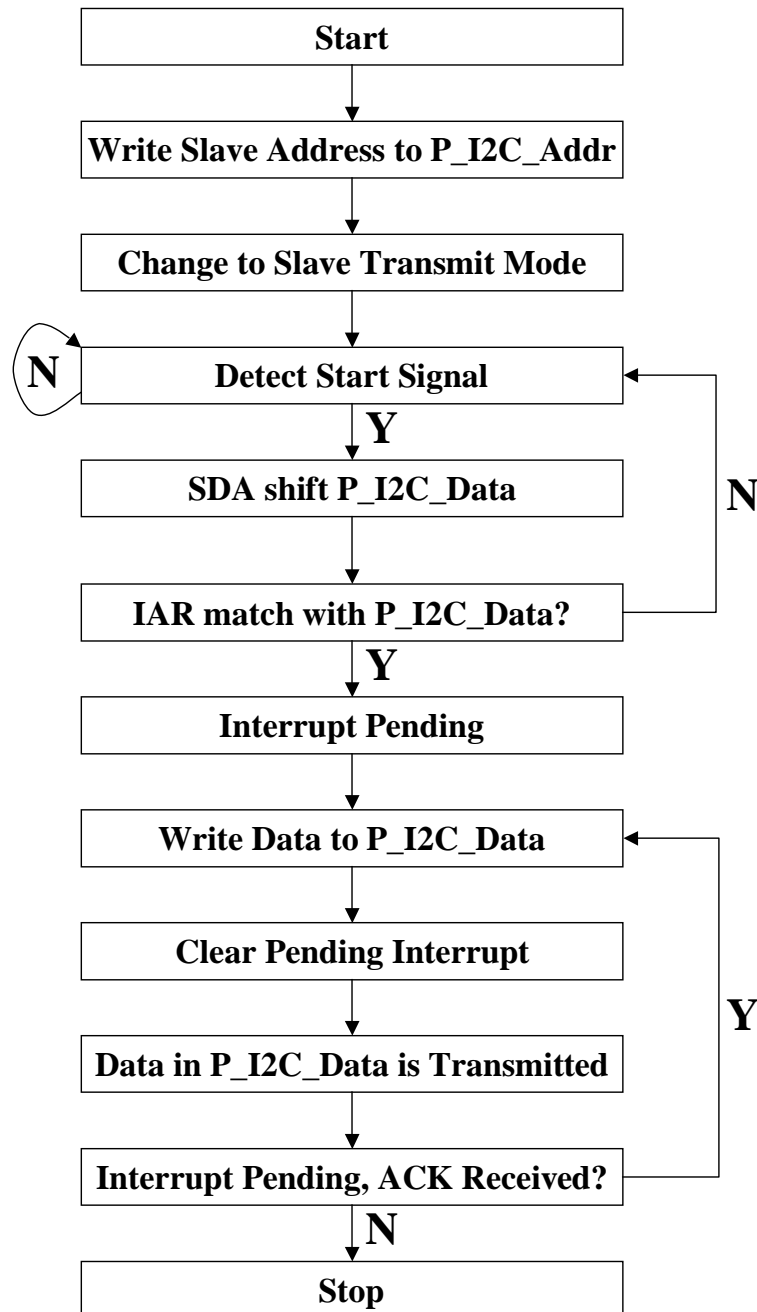 Start
Write Slave Address to P_I2C_Addr
Change to Slave Transmit Mode
N
Detect Start Signal
Y
SDA shift P_I2C_Data
N
IAR match with P_I2C_Data?
Y
Interrupt Pending
Write Data to P_I2C_Data
Clear Pending Interrupt
Y
Data in P_I2C_Data is Transmitted
Interrupt Pending, ACK Received?
N
Stop